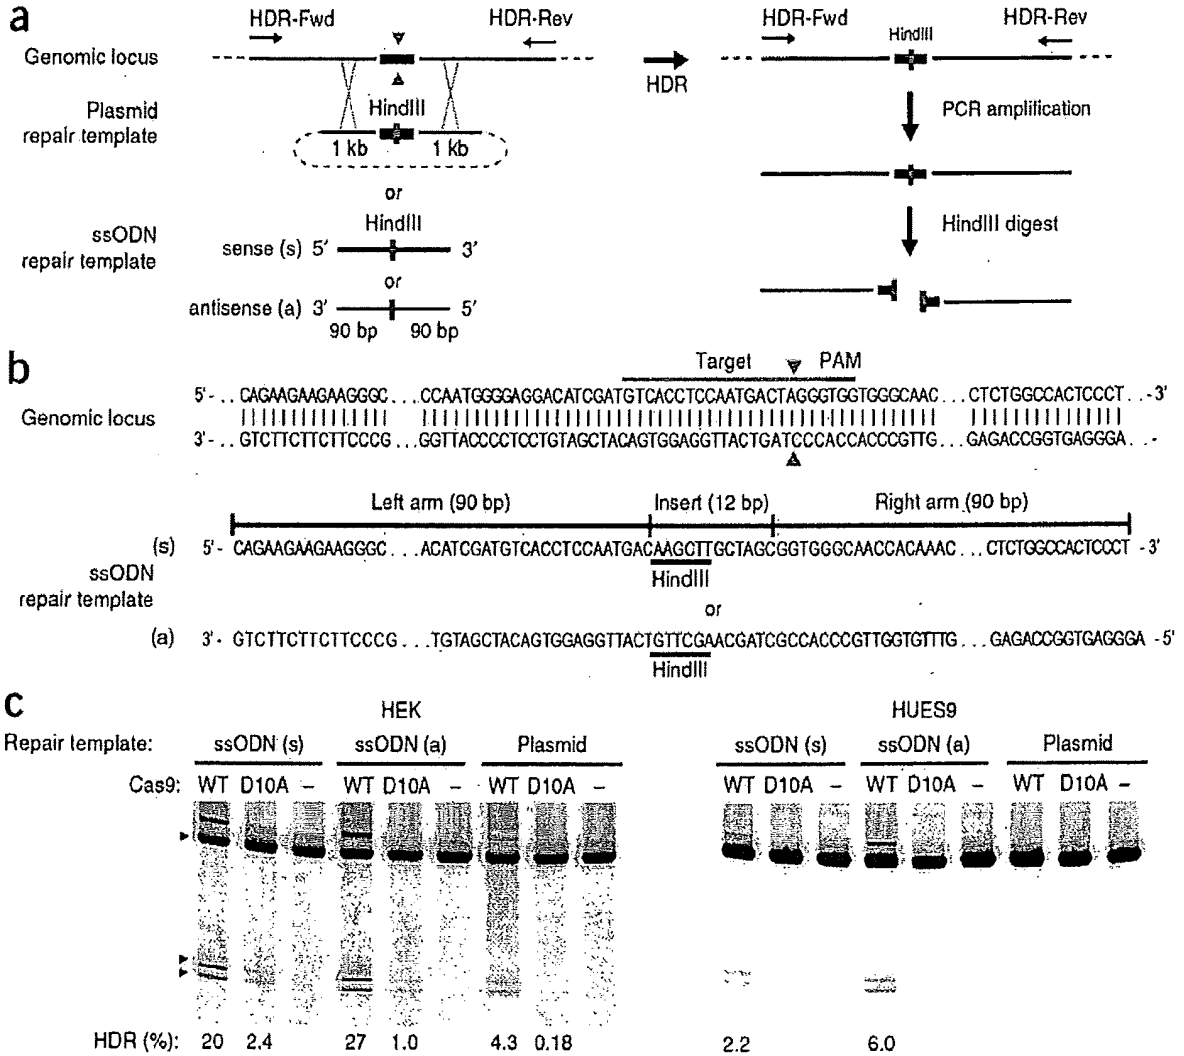 a
HDR-Fwd HDR-Rev HDR-Fwd HDR-Rev
HindIII
Genomic locus
HDR
Plasmid
repair template
HindIII
PCR amplification
1 kb 1 kb
or
HindIII
HindIII digest
ssODN
repair template
sense (s) 5′ 3′
or
antisense (a) 3′ 5′
90 bp 90 bp
b
Target PAM
5′- . . CAGAAGAAGAAGGGC . . . CCAATGGGGAGGACATCGATGTCACCTCCAATGACTAGGGTGGTGGGCAAC . . . CTCTGGCCACTCCCT . . -3′
Genomic locus
3′- . . GTCTTCTTCTTCCCG . . . GGTTACCCCTCCTGTAGCTACAGTGGAGGTTACTGATCCCACCACCCGTTG . . . GAGACCGGTGAGGGA . . -
Left arm (90 bp) Insert (12 bp) Right arm (90 bp)
(s) 5′- CAGAAGAAGAAGGGC . . . ACATCGATGTCACCTCCAATGACAAGCTTGCTAGCGGTGGGCAACCACAAAC . . . CTCTGGCCACTCCCT -3′
HindIII
ssODN
repair template
or
(a) 3′- GTCTTCTTCTTCCCG . . . TGTAGCTACAGTGGAGGTTACTGTTCGAACGATCGCCACCCGTTGGTGTTTG . . . GAGACCGGTGAGGGA -5′
HindIII
c
HEK HUES9
Repair template: ssODN (s) ssODN (a) Plasmid ssODN (s) ssODN (a) Plasmid
Cas9: WT D10A – WT D10A – WT D10A – WT D10A – WT D10A – WT D10A –
HDR (%): 20 2.4 27 1.0 4.3 0.18 2.2 6.0